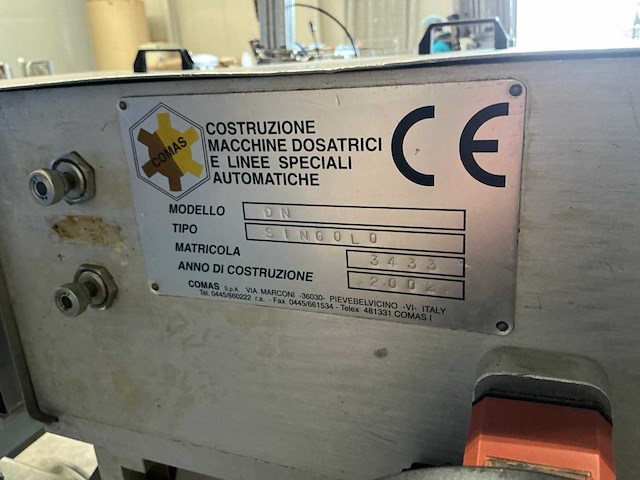 COMAS
COSTRUZIONE
MACCHINE DOSATRICI
E LINEE SPECIALI
AUTOMATICHE
CE
MODELLO DN
TIPO SINGOLO
MATRICOLA 3433
ANNO DI COSTRUZIONE 2002
COMAS S.p.A. VIA MARCONI -36030- PIEVEBELVICINO -VI- ITALY
Tel. 0445/660222 r.a. - Fax 0445/661534 - Telex 481331 COMAS I